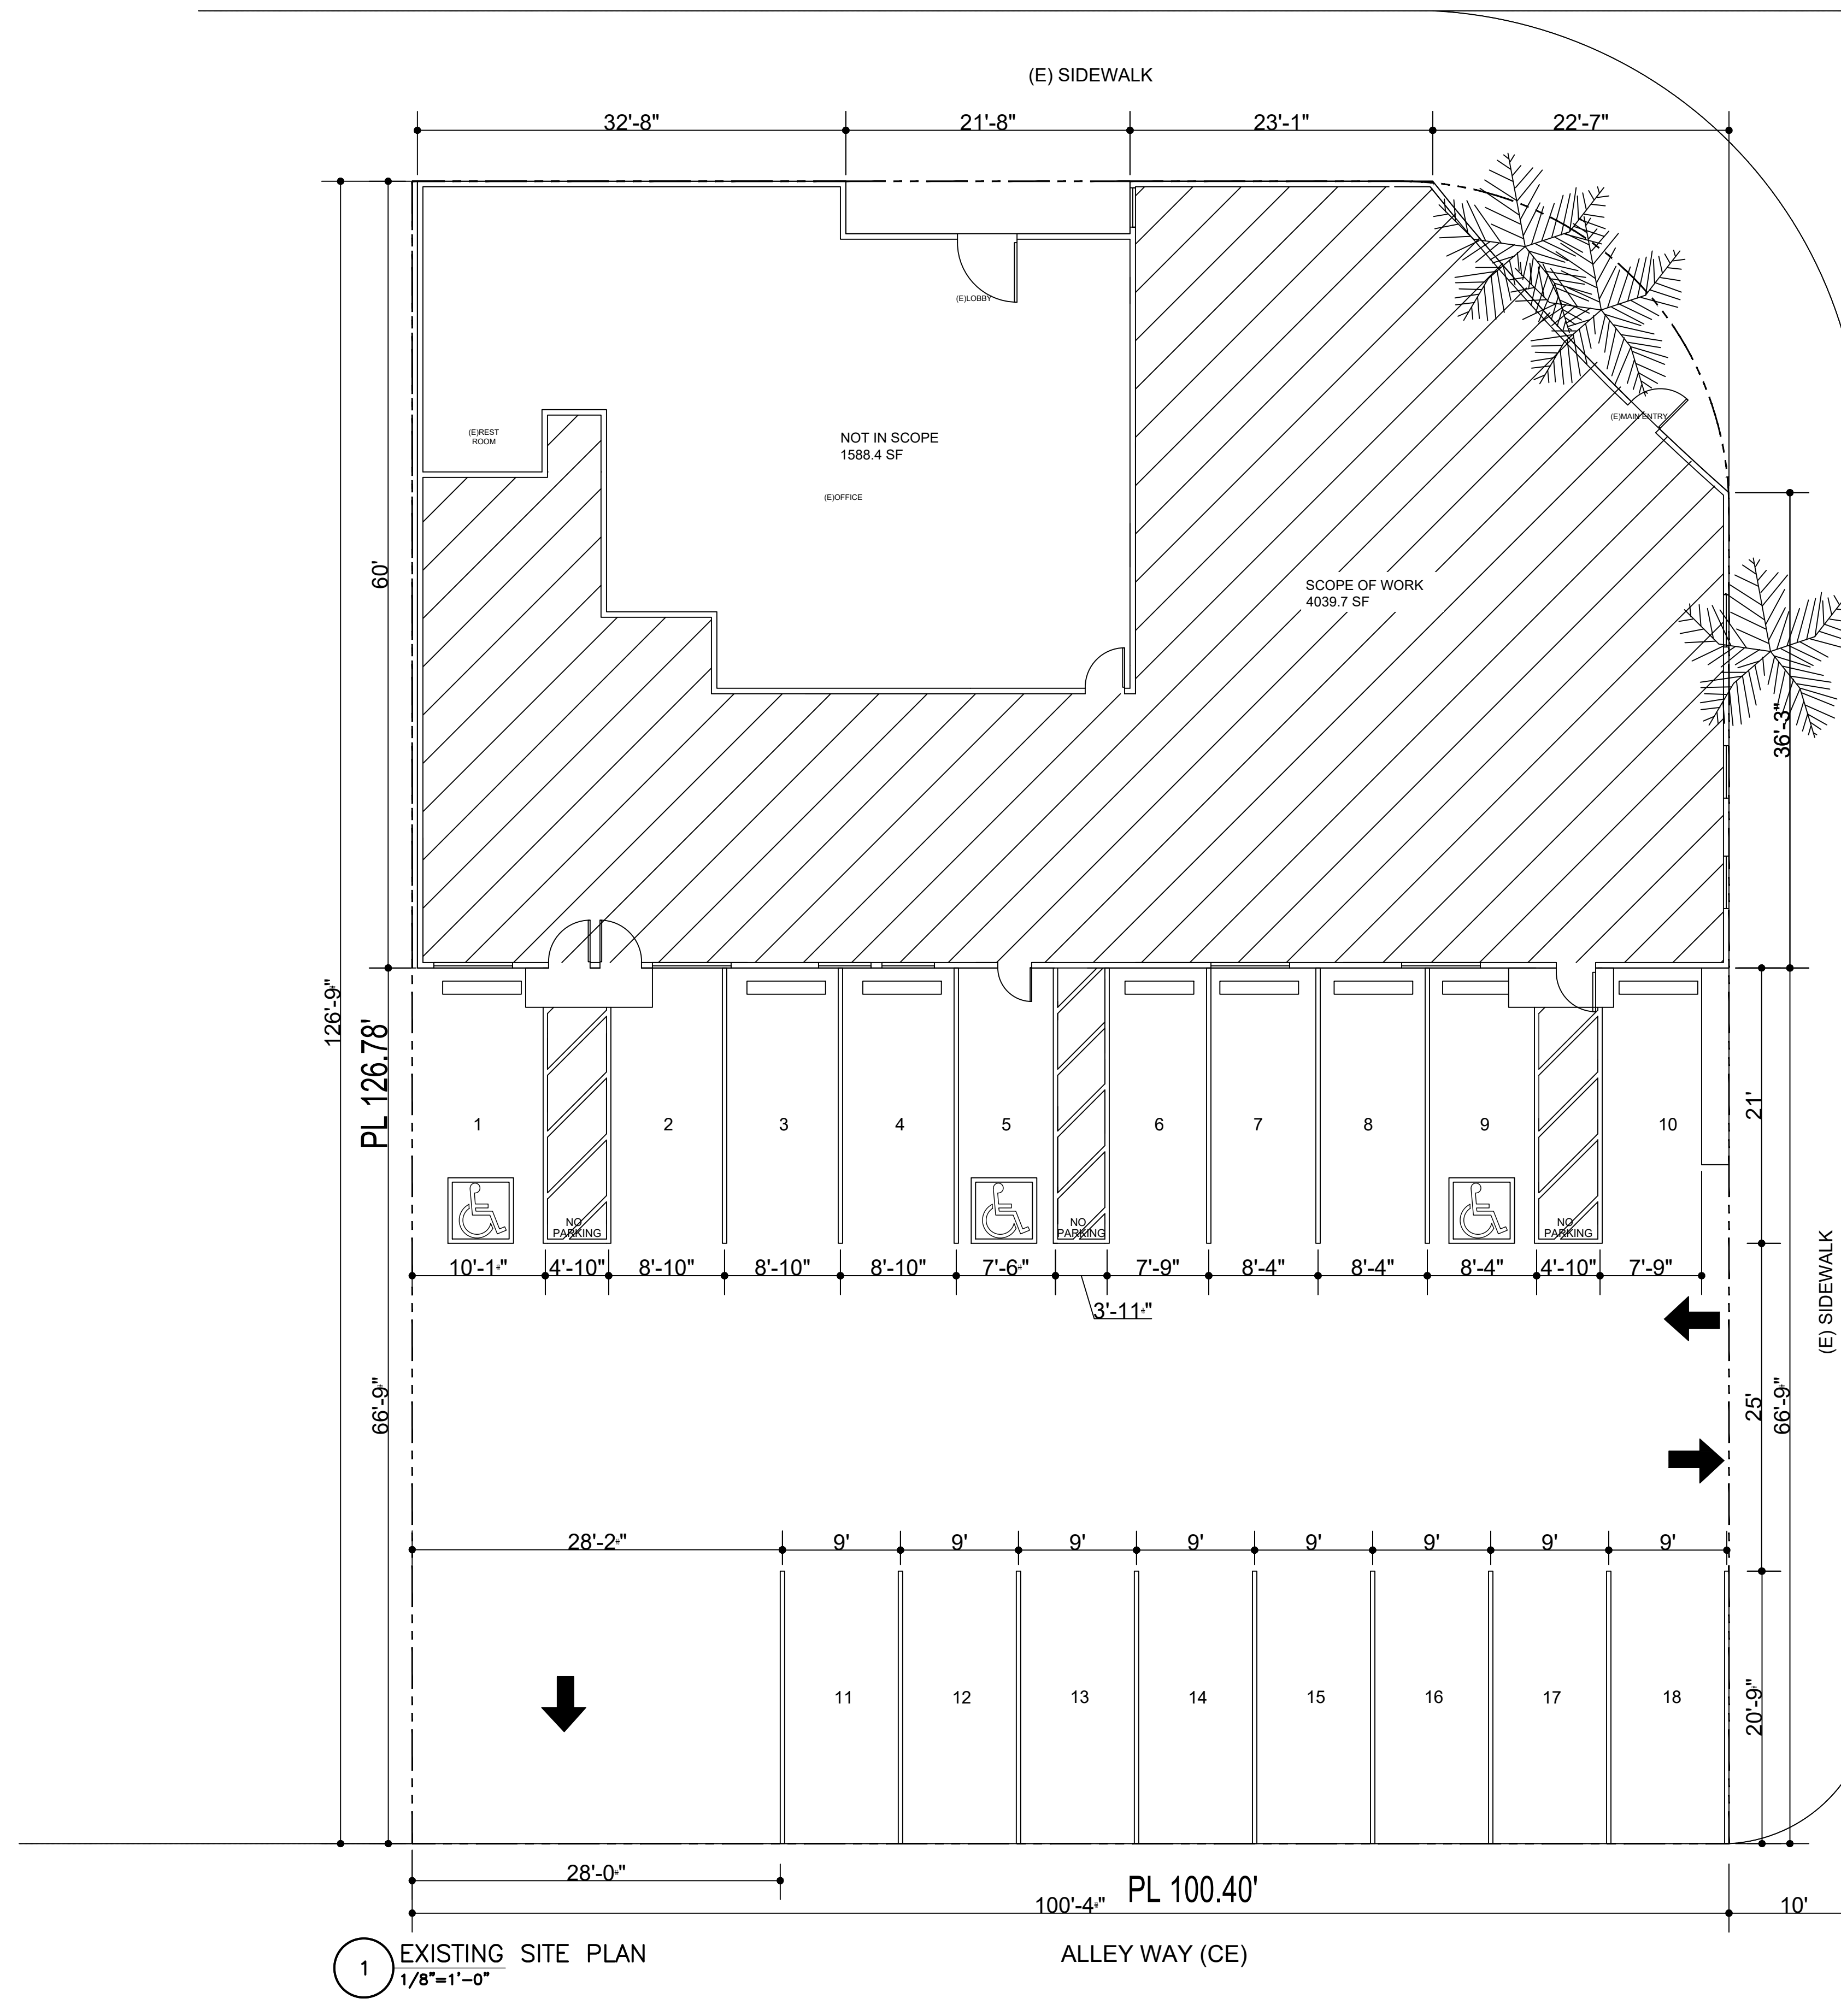 (E) SIDEWALK
32'-8"
21'-8"
23'-1"
22'-7"
(E)LOBBY
(E)MAIN ENTRY
(E)REST
ROOM
NOT IN SCOPE
1588.4 SF
(E)OFFICE
60'
SCOPE OF WORK
4039.7 SF
36'-3"
126'-9"
PL 126.78'
1
2
3
4
5
6
7
8
9
10
21'
NO
PARKING
NO
PARKING
NO
PARKING
10'-1"
4'-10"
8'-10"
8'-10"
8'-10"
7'-6"
3'-11"
7'-9"
8'-4"
8'-4"
8'-4"
4'-10"
7'-9"
(E) SIDEWALK
66'-9"
25'
66'-9"
28'-2"
9'
9'
9'
9'
9'
9'
9'
9'
11
12
13
14
15
16
17
18
20'-9"
28'-0"
PL 100.40'
100'-4"
10'
1
EXISTING SITE PLAN
1/8"=1'-0"
ALLEY WAY (CE)